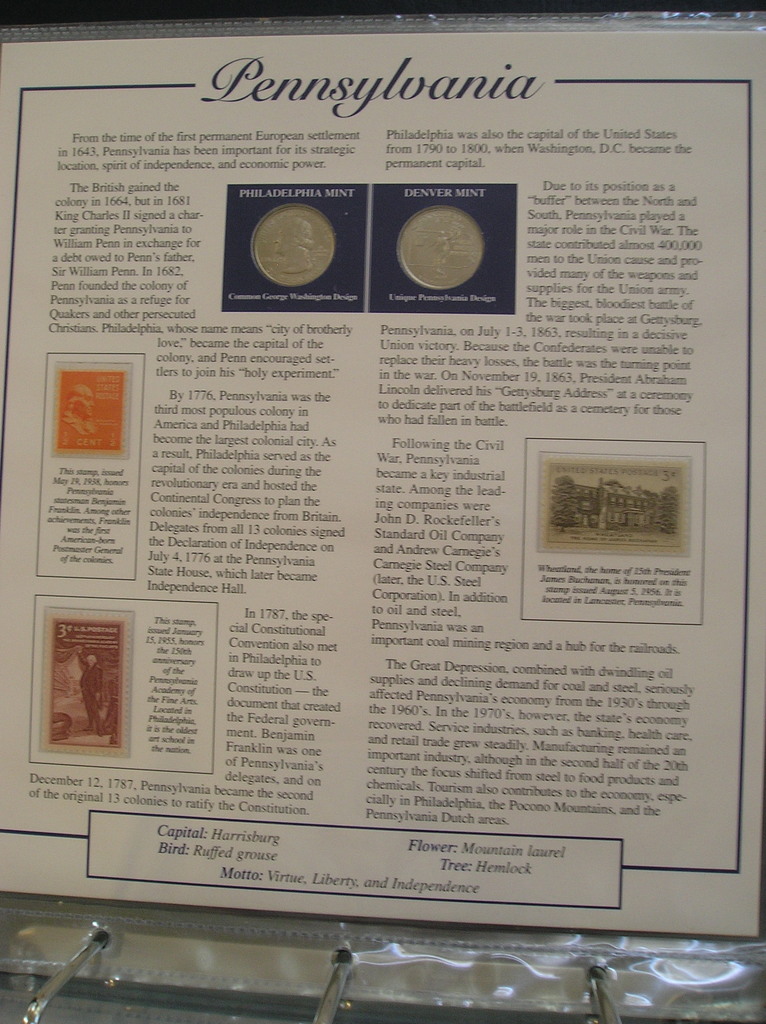 Pennsylvania
From the time of the first permanent European settlement
in 1643, Pennsylvania has been important for its strategic
location, spirit of independence, and economic power.
The British gained the
colony in 1664, but in 1681
King Charles II signed a char-
ter granting Pennsylvania to
William Penn in exchange for
a debt owed to Penn's father,
Sir William Penn. In 1682,
Penn founded the colony of
Pennsylvania as a refuge for
Quakers and other persecuted
Christians. Philadelphia, whose name means "city of brotherly
love," became the capital of the
colony, and Penn encouraged set-
tlers to join his "holy experiment."
By 1776, Pennsylvania was the
third most populous colony in
America and Philadelphia had
become the largest colonial city. As
a result, Philadelphia served as the
capital of the colonies during the
revolutionary era and hosted the
Continental Congress to plan the
colonies' independence from Britain.
Delegates from all 13 colonies signed
the Declaration of Independence on
July 4, 1776 at the Pennsylvania
State House, which later became
Independence Hall.
In 1787, the spe-
cial Constitutional
Convention also met
in Philadelphia to
draw up the U.S.
Constitution — the
document that created
the Federal govern-
ment. Benjamin
Franklin was one
of Pennsylvania's
delegates, and on
December 12, 1787, Pennsylvania became the second
of the original 13 colonies to ratify the Constitution.
UNITED
STATES
POSTAGE
1/2 CENT 1/2
This stamp, issued
May 19, 1938, honors
Pennsylvania
statesman Benjamin
Franklin. Among other
achievements, Franklin
was the first
American-born
Postmaster General
of the colonies.
3¢ U.S. POSTAGE
This stamp,
issued January
15, 1955, honors
the 150th
anniversary
of the
Pennsylvania
Academy of
the Fine Arts.
Located in
Philadelphia,
it is the oldest
art school in
the nation.
PHILADELPHIA MINT
Common George Washington Design
DENVER MINT
Unique Pennsylvania Design
Philadelphia was also the capital of the United States
from 1790 to 1800, when Washington, D.C. became the
permanent capital.
Due to its position as a
"buffer" between the North and
South, Pennsylvania played a
major role in the Civil War. The
state contributed almost 400,000
men to the Union cause and pro-
vided many of the weapons and
supplies for the Union army.
The biggest, bloodiest battle of
the war took place at Gettysburg,
Pennsylvania, on July 1-3, 1863, resulting in a decisive
Union victory. Because the Confederates were unable to
replace their heavy losses, the battle was the turning point
in the war. On November 19, 1863, President Abraham
Lincoln delivered his "Gettysburg Address" at a ceremony
to dedicate part of the battlefield as a cemetery for those
who had fallen in battle.
Following the Civil
War, Pennsylvania
became a key industrial
state. Among the lead-
ing companies were
John D. Rockefeller's
Standard Oil Company
and Andrew Carnegie's
Carnegie Steel Company
(later, the U.S. Steel
Corporation). In addition
to oil and steel,
Pennsylvania was an
important coal mining region and a hub for the railroads.
UNITED STATES POSTAGE 3¢
WHEATLAND
Wheatland, the home of 15th President
James Buchanan, is honored on this
stamp issued August 5, 1956. It is
located in Lancaster, Pennsylvania.
The Great Depression, combined with dwindling oil
supplies and declining demand for coal and steel, seriously
affected Pennsylvania's economy from the 1930's through
the 1960's. In the 1970's, however, the state's economy
recovered. Service industries, such as banking, health care,
and retail trade grew steadily. Manufacturing remained an
important industry, although in the second half of the 20th
century the focus shifted from steel to food products and
chemicals. Tourism also contributes to the economy, espe-
cially in Philadelphia, the Pocono Mountains, and the
Pennsylvania Dutch areas.
Capital: Harrisburg
Bird: Ruffed grouse
Flower: Mountain laurel
Tree: Hemlock
Motto: Virtue, Liberty, and Independence